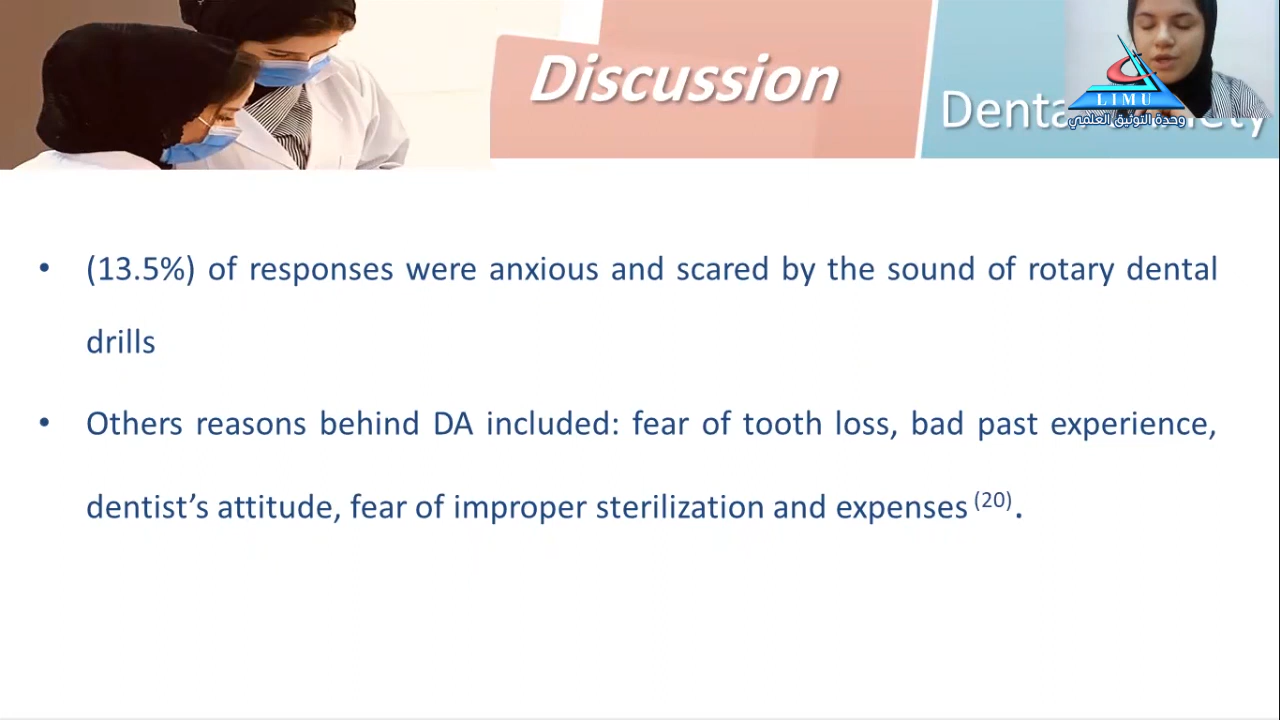 Discussion
Denta
LIMU
وحدة التوثيق العلمي
• (13.5%) of responses were anxious and scared by the sound of rotary dental
drills
• Others reasons behind DA included: fear of tooth loss, bad past experience,
dentist’s attitude, fear of improper sterilization and expenses (20).